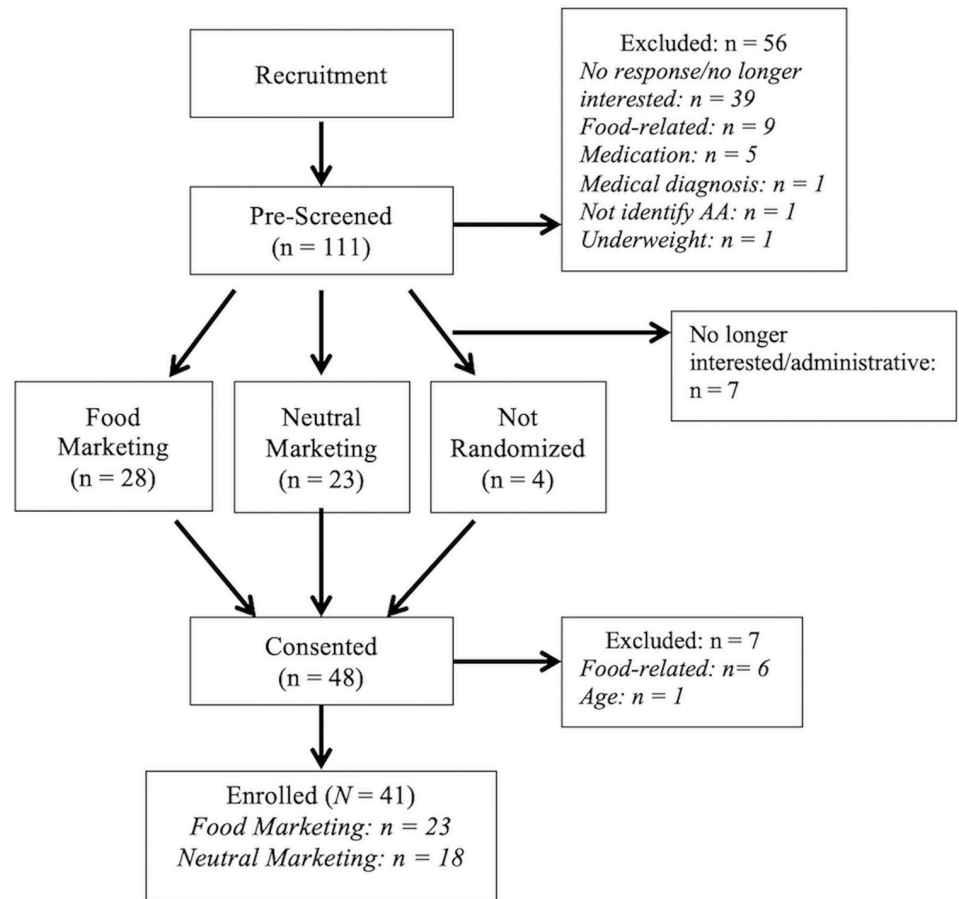 Recruitment
Excluded: n = 56
No response/no longer
interested: n = 39
Food-related: n = 9
Medication: n = 5
Medical diagnosis: n = 1
Not identify AA: n = 1
Underweight: n = 1
Pre-Screened
(n = 111)
No longer
interested/administrative:
n = 7
Food
Marketing
(n = 28)
Neutral
Marketing
(n = 23)
Not
Randomized
(n = 4)
Consented
(n = 48)
Excluded: n = 7
Food-related: n= 6
Age: n = 1
Enrolled (N = 41)
Food Marketing: n = 23
Neutral Marketing: n = 18